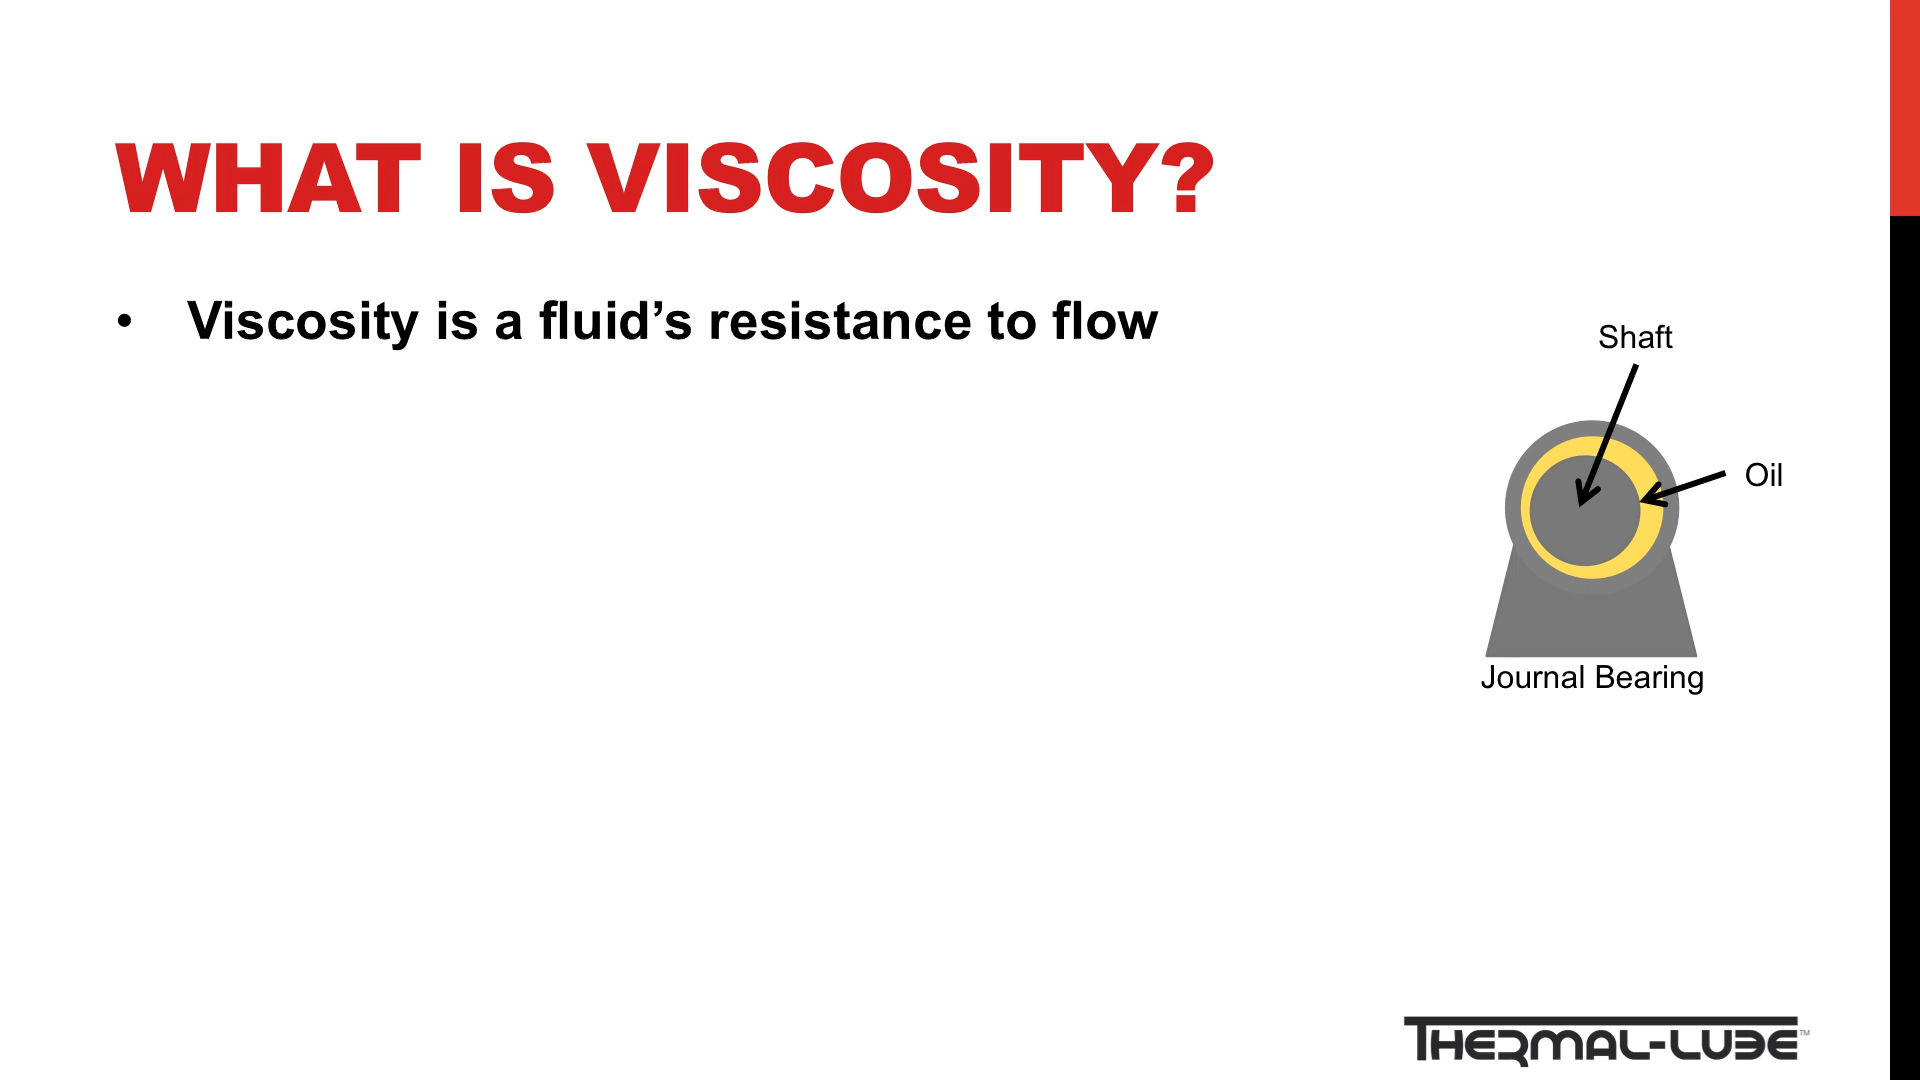 WHAT IS VISCOSITY?
• Viscosity is a fluid’s resistance to flow
Shaft
Oil
Journal Bearing
THERMAL-LUBE™